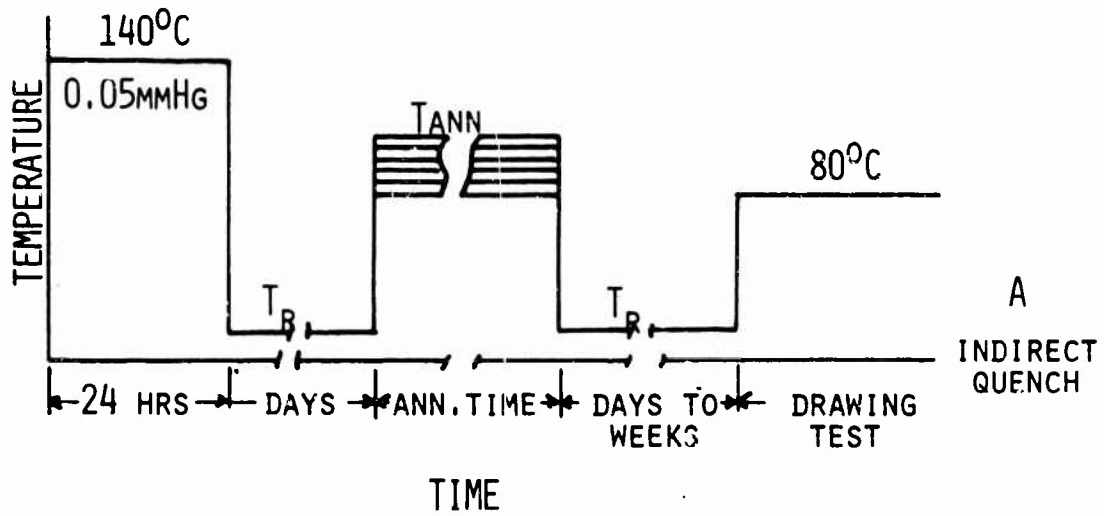 TEMPERATURE
140°C
0.05MMHG
TANN
80°C
TR
TR
A
INDIRECT
QUENCH
24 HRS
DAYS
ANN. TIME
DAYS TO
WEEKS
DRAWING
TEST
TIME